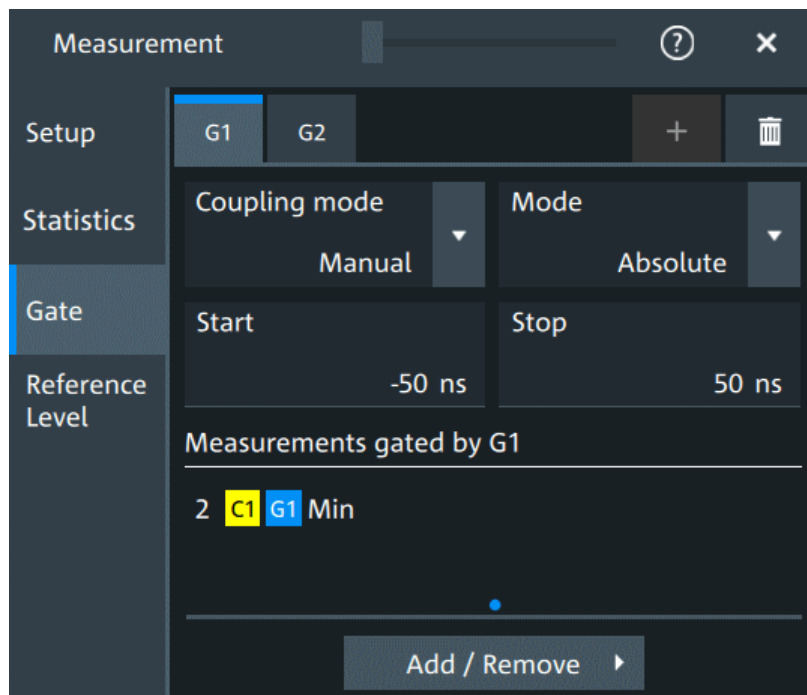 Measurement
?
Setup
G1 G2
Statistics
Coupling mode
Manual
Mode
Absolute
Gate
Start
-50 ns
Stop
50 ns
Reference
Level
Measurements gated by G1
2 C1 G1 Min
Add / Remove